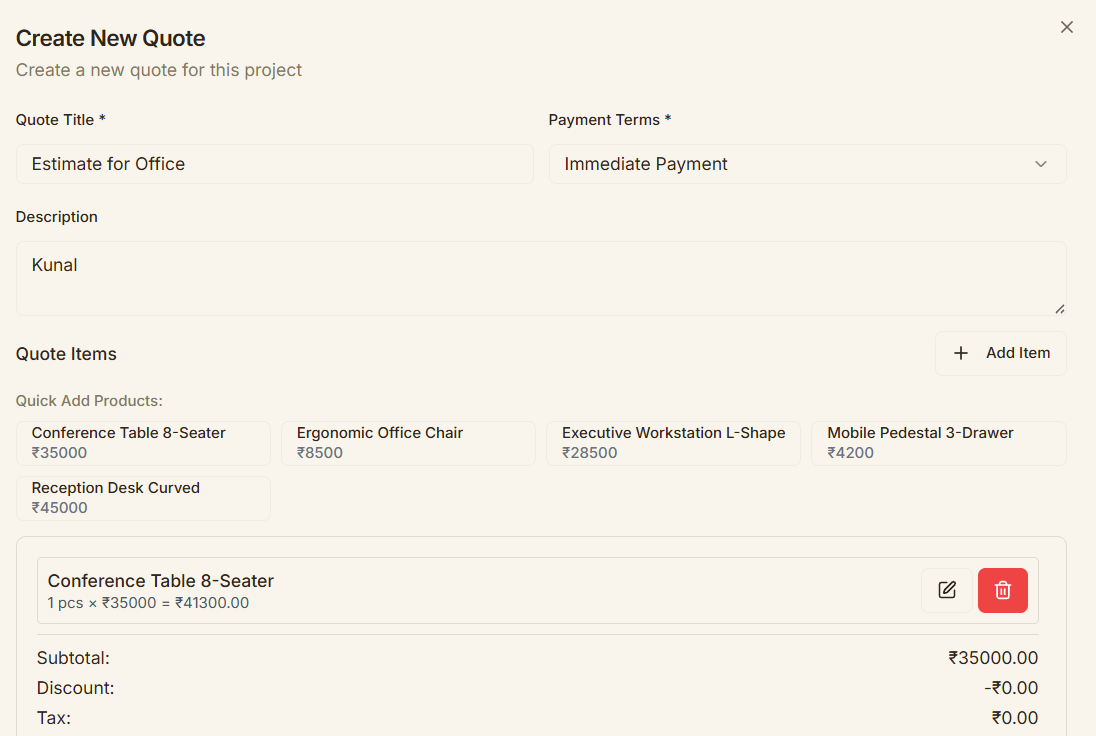 Create New Quote
Create a new quote for this project
Quote Title *
Payment Terms *
Estimate for Office
Immediate Payment
Description
Kunal
Quote Items
Add Item
Quick Add Products:
Conference Table 8-Seater
₹35000
Ergonomic Office Chair
₹8500
Executive Workstation L-Shape
₹28500
Mobile Pedestal 3-Drawer
₹4200
Reception Desk Curved
₹45000
Conference Table 8-Seater
1 pcs × ₹35000 = ₹41300.00
Subtotal: ₹35000.00
Discount: -₹0.00
Tax: ₹0.00